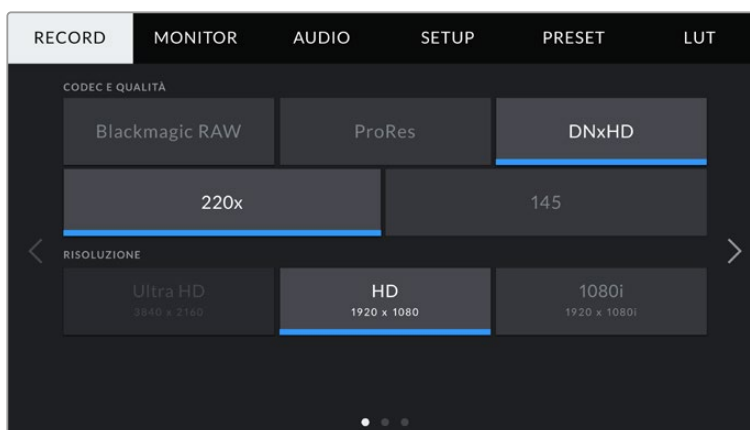 RECORD MONITOR AUDIO SETUP PRESET LUT
CODEC E QUALITÀ
Blackmagic RAW ProRes DNxHD
220x 145
RISOLUZIONE
Ultra HD HD 1080i
3840 x 2160 1920 x 1080 1920 x 1080i